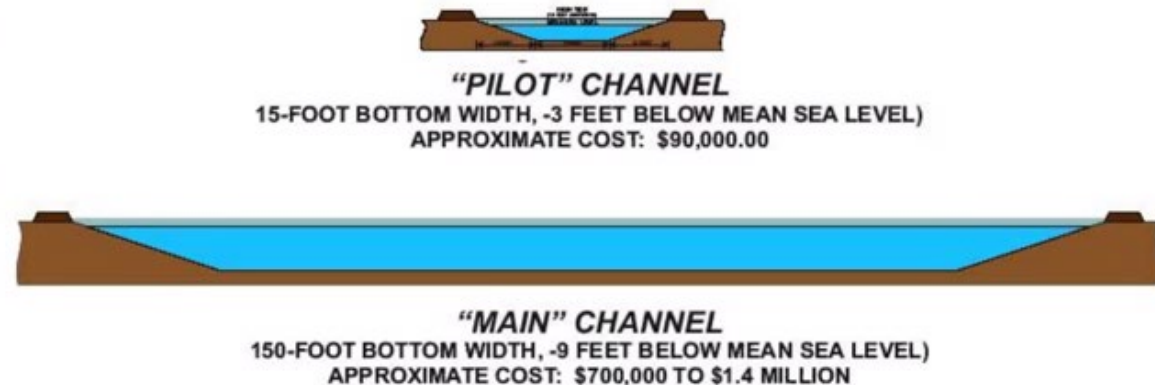 "PILOT" CHANNEL
15-FOOT BOTTOM WIDTH, -3 FEET BELOW MEAN SEA LEVEL)
APPROXIMATE COST: $90,000.00
"MAIN" CHANNEL
150-FOOT BOTTOM WIDTH, -9 FEET BELOW MEAN SEA LEVEL)
APPROXIMATE COST: $700,000 TO $1.4 MILLION